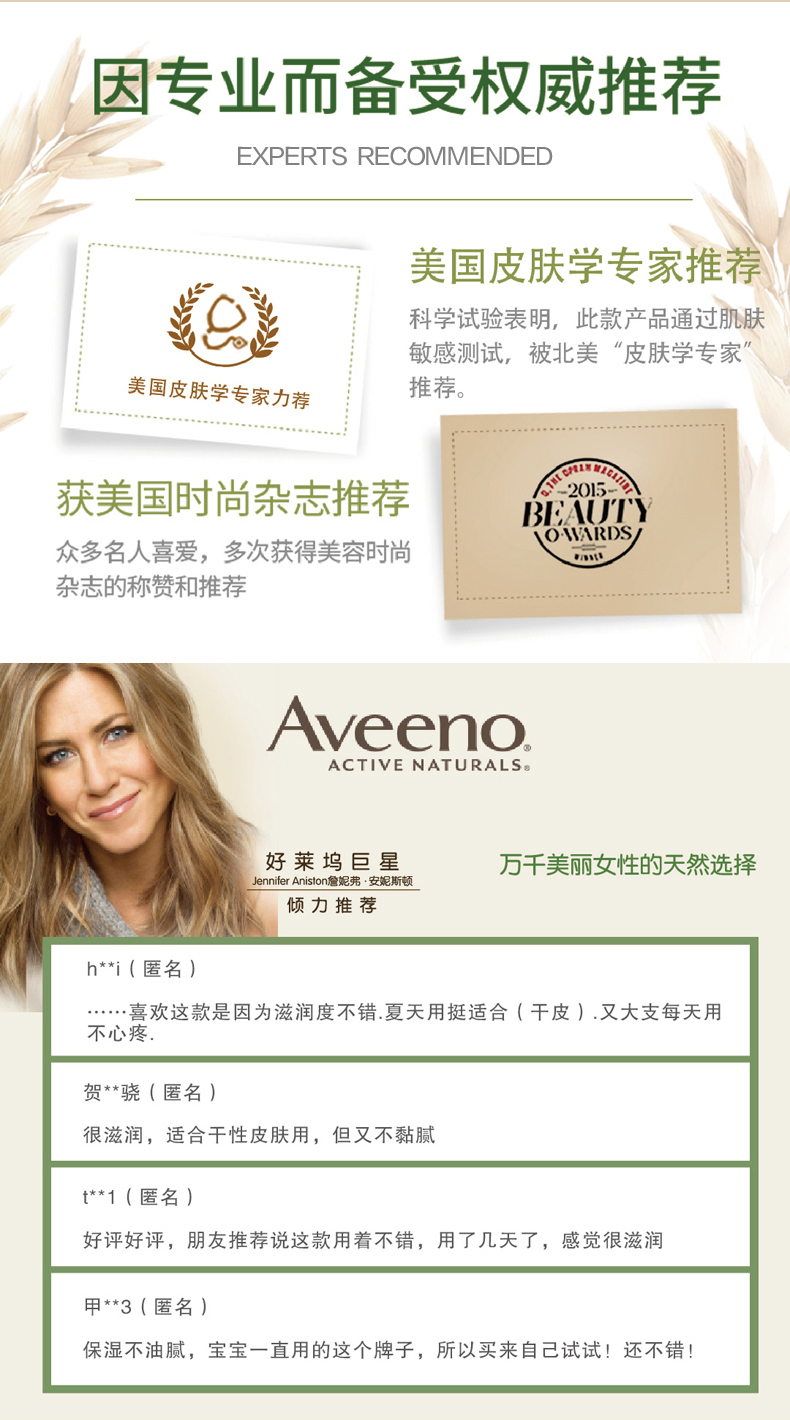 因专业而备受权威推荐
EXPERTS RECOMMENDED
美国皮肤学专家推荐
科学试验表明，此款产品通过肌肤
敏感测试，被北美“皮肤学专家”
推荐。
美国皮肤学专家力荐
获美国时尚杂志推荐
众多名人喜爱，多次获得美容时尚
杂志的称赞和推荐
O, THE OPRAH MAGAZINE
2015
BEAUTY
O-WARDS
WINNER
Aveeno®
ACTIVE NATURALS®
好莱坞巨星
Jennifer Aniston詹妮弗·安妮斯顿
倾力推荐
万千美丽女性的天然选择
h**i（匿名）
……喜欢这款是因为滋润度不错.夏天用挺适合（干皮）.又大支每天用
不心疼.
贺**骁（匿名）
很滋润，适合干性皮肤用，但又不黏腻
t**1（匿名）
好评好评，朋友推荐说这款用着不错，用了几天了，感觉很滋润
甲**3（匿名）
保湿不油腻，宝宝一直用的这个牌子，所以买来自己试试！还不错！